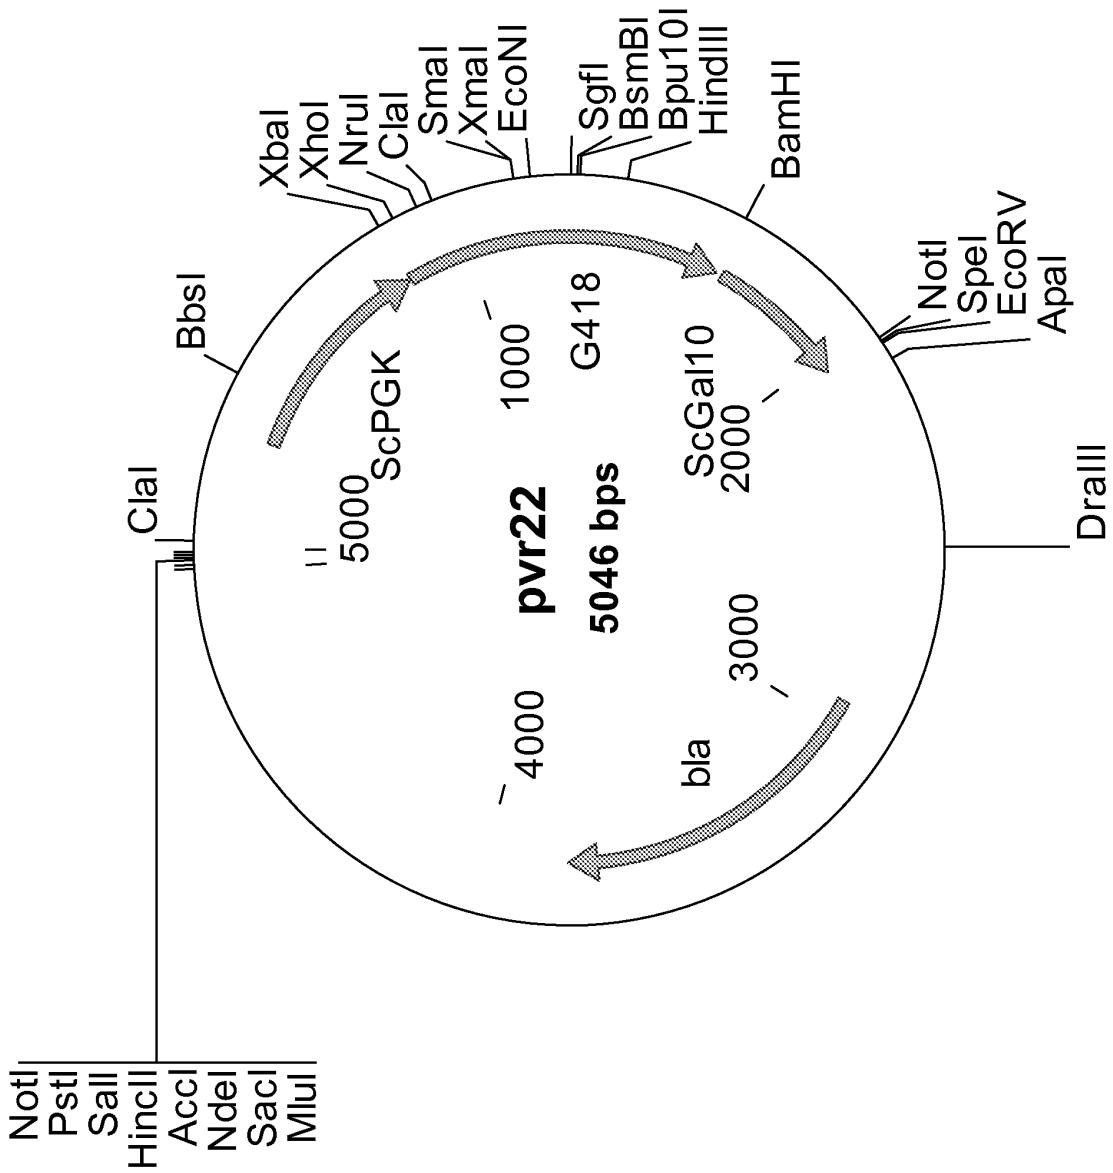 NotI
PstI
SalI
HincII
AccI
NdeI
SacI
MluI
ClaI
BbsI
XbaI
XhoI
NruI
ClaI
SmaI
XmaI
EcoNI
SgfI
BsmBI
Bpu10I
HindIII
BamHI
NotI
SpeI
EcoRV
ApaI
DraIII
ScPGK
G418
ScGal10
bla
1000
2000
3000
4000
5000
pvr22
5046 bps